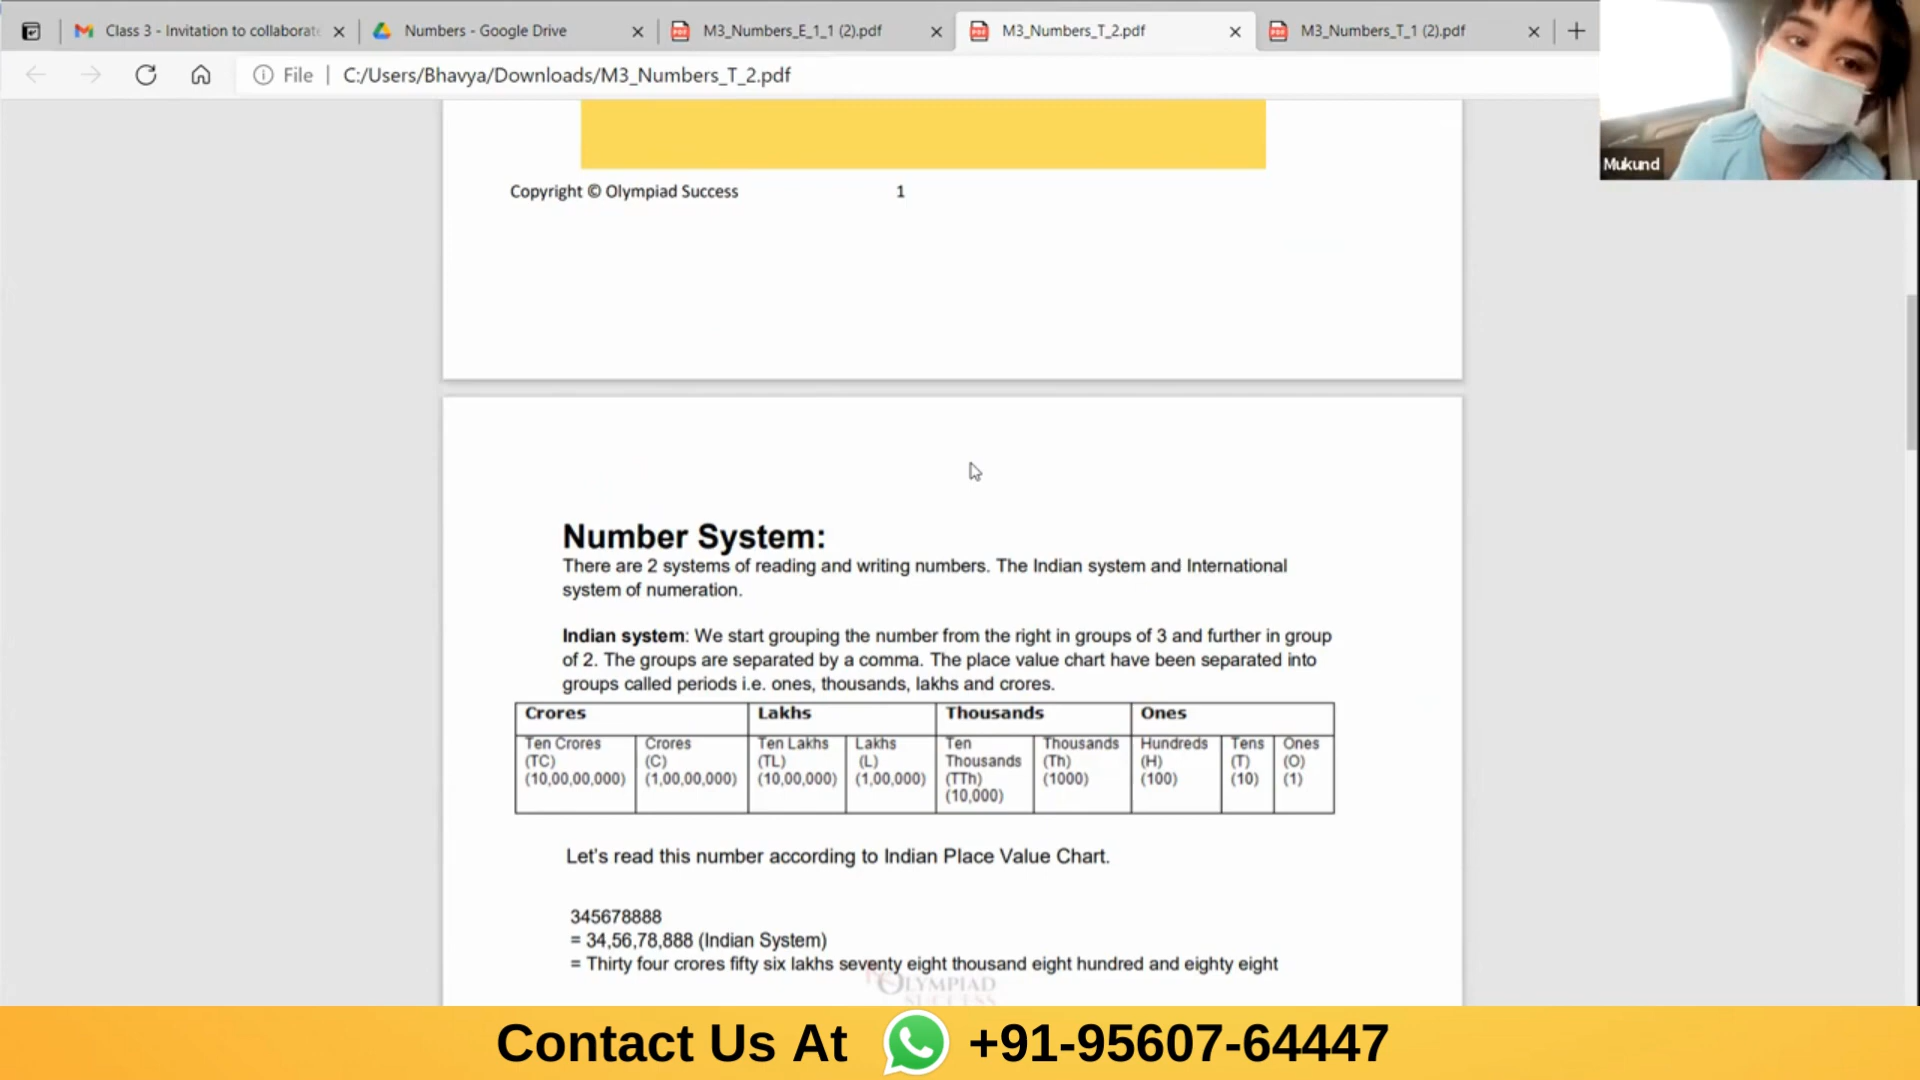 Class 3 - Invitation to collaborat
Numbers - Google Drive
M3_Numbers_E_1_1 (2).pdf
M3_Numbers_T_2.pdf
M3_Numbers_T_1 (2).pdf
File
C:/Users/Bhavya/Downloads/M3_Numbers_T_2.pdf
Mukund
Copyright © Olympiad Success 1
Number System:
There are 2 systems of reading and writing numbers. The Indian system and International
system of numeration.
Indian system: We start grouping the number from the right in groups of 3 and further in group
of 2. The groups are separated by a comma. The place value chart have been separated into
groups called periods i.e. ones, thousands, lakhs and crores.
Crores Lakhs Thousands Ones
Ten Crores Crores Ten Lakhs Lakhs Ten Thousands Hundreds Tens Ones
(TC) (C) (TL) (L) Thousands (Th) (H) (T) (O)
(10,00,00,000) (1,00,00,000) (10,00,000) (1,00,000) (TTh) (1000) (100) (10) (1)
(10,000)
Let's read this number according to Indian Place Value Chart.
345678888
= 34,56,78,888 (Indian System)
= Thirty four crores fifty six lakhs seventy eight thousand eight hundred and eighty eight
OLYMPIAD
SUCCESS
Contact Us At +91-95607-64447